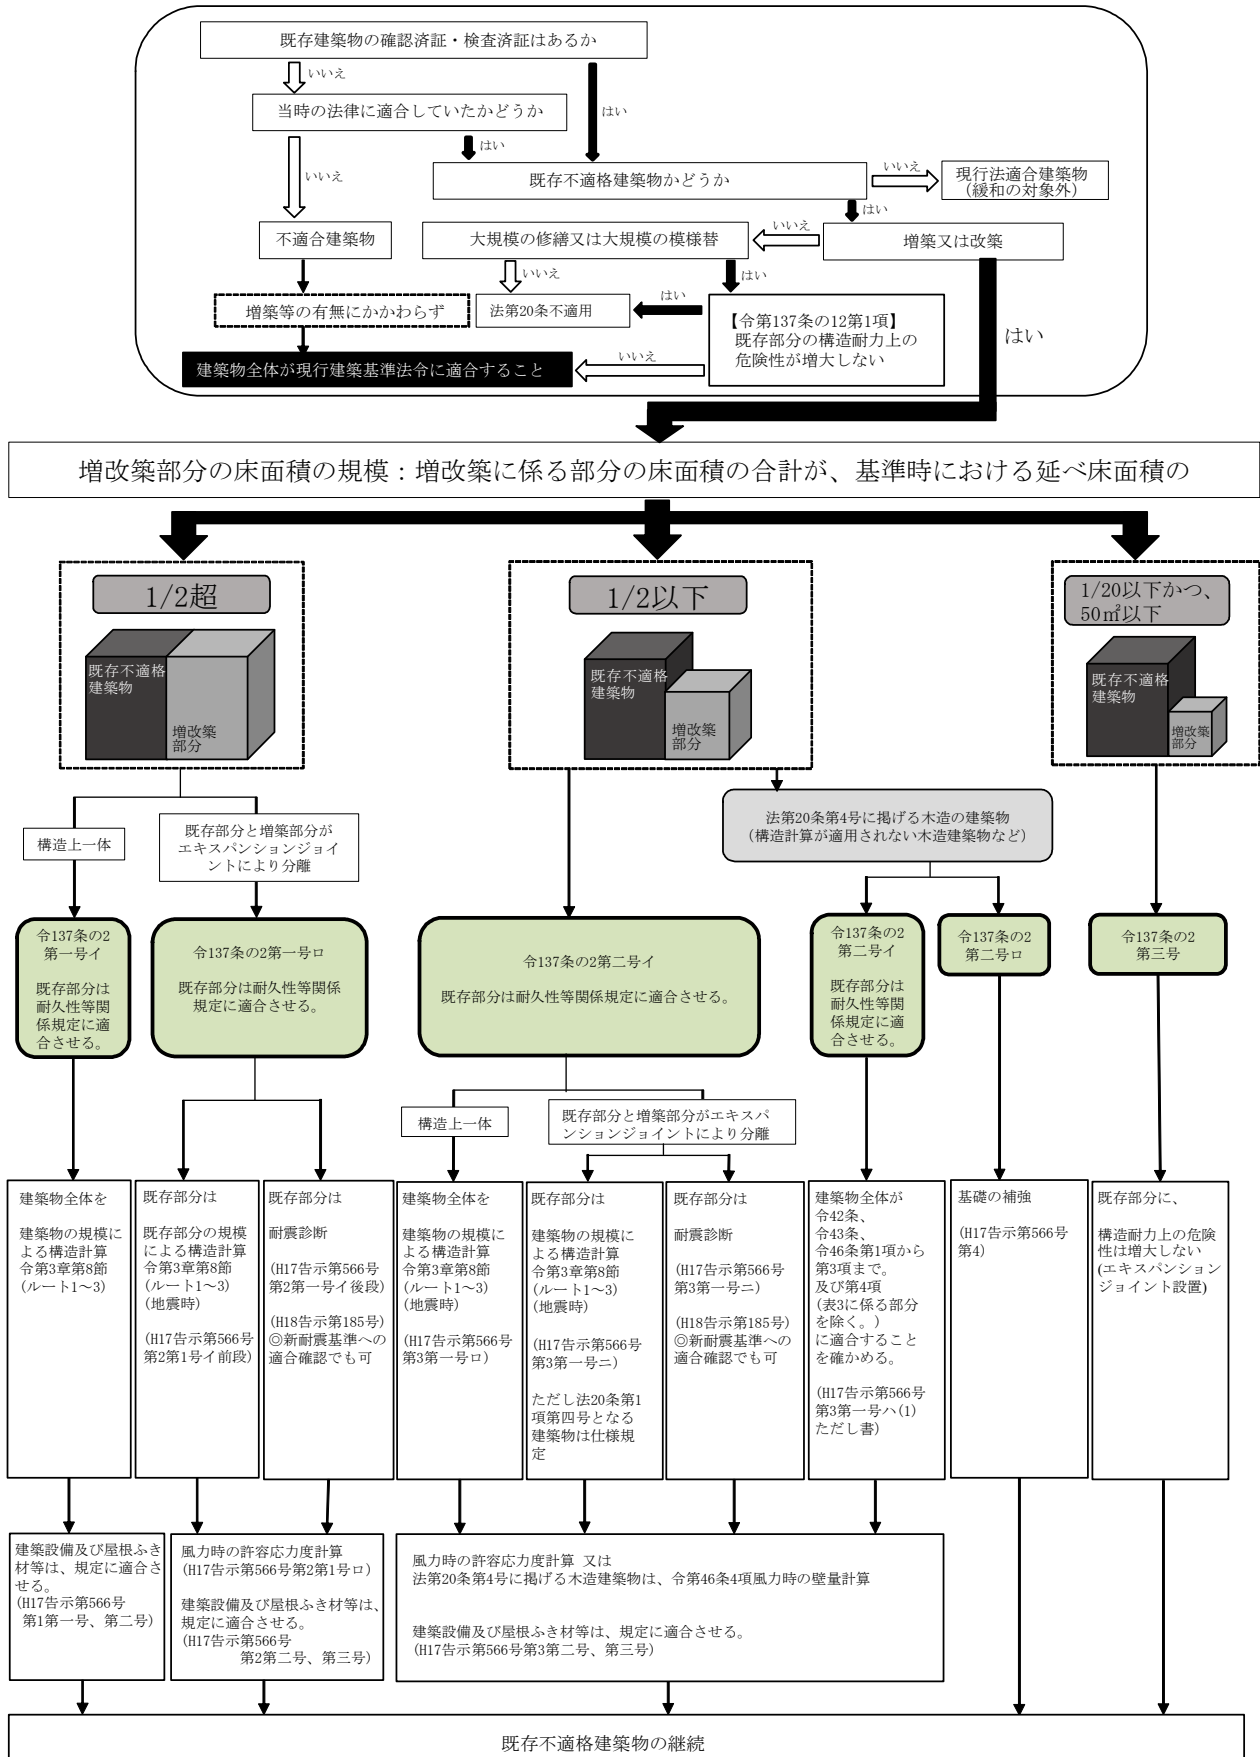 既存建築物の確認済証・検査済証はあるか
いいえ
当時の法律に適合していたかどうか
はい
はい
いいえ
既存不適格建築物かどうか
いいえ
現行法適合建築物
(緩和の対象外)
はい
不適合建築物
大規模の修繕又は大規模の模様替
いいえ
増築又は改築
いいえ
はい
増築等の有無にかかわらず
法第20条不適用
はい
【令第137条の12第1項】
既存部分の構造耐力上の
危険性が増大しない
はい
建築物全体が現行建築基準法令に適合すること
いいえ
増改築部分の床面積の規模：増改築に係る部分の床面積の合計が、基準時における延べ床面積の
1/2超
既存不適格
建築物
増改築
部分
1/2以下
既存不適格
建築物
増改築
部分
1/20以下かつ、
50㎡以下
既存不適格
建築物
増改築
部分
構造上一体
既存部分と増築部分が
エキスパンションジョイ
ントにより分離
法第20条第4号に掲げる木造の建築物
(構造計算が適用されない木造建築物など)
令137条の2
第一号イ
既存部分は
耐久性等関
係規定に適
合させる。
令137条の2第一号ロ
既存部分は耐久性等関係
規定に適合させる。
令137条の2第二号イ
既存部分は耐久性等関係規定に適合させる。
令137条の2
第二号イ
既存部分は
耐久性等関
係規定に適
合させる。
令137条の2
第二号ロ
令137条の2
第三号
構造上一体
既存部分と増築部分がエキスパ
ンションジョイントにより分離
建築物全体を
建築物の規模に
よる構造計算
令第3章第8節
(ルート1～3)
既存部分は
既存部分の規模
による構造計算
令第3章第8節
(ルート1～3)
(地震時)
(H17告示第566号
第2第1号イ前段)
既存部分は
耐震診断
(H17告示第566号
第2第一号イ後段)
(H18告示第185号)
◎新耐震基準への
適合確認でも可
建築物全体を
建築物の規模に
よる構造計算
令第3章第8節
(ルート1～3)
(地震時)
(H17告示第566号
第3第一号ロ)
既存部分は
建築物の規模に
よる構造計算
令第3章第8節
(ルート1～3)
(地震時)
(H17告示第566号
第3第一号ニ)
ただし法20条第1
項第四号となる
建築物は仕様規
定
既存部分は
耐震診断
(H17告示第566号
第3第一号ニ)
(H18告示第185号)
◎新耐震基準への
適合確認でも可
建築物全体が
令42条、
令43条、
令46条第1項から
第3項まで。
及び第4項
(表3に係る部分
を除く。)
に適合すること
を確かめる。
(H17告示第566号
第3第一号ハ(1)
ただし書)
基礎の補強
(H17告示第566号
第4)
既存部分に、
構造耐力上の危険
性は増大しない
(エキスパンション
ジョイント設置)
建築設備及び屋根ふき
材等は、規定に適合さ
せる。
(H17告示第566号
第1第一号、第二号)
風力時の許容応力度計算
(H17告示第566号第2第1号ロ)
建築設備及び屋根ふき材等は、
規定に適合させる。
(H17告示第566号
第2第二号、第三号)
風力時の許容応力度計算 又は
法第20条第4号に掲げる木造建築物は、令第46条4項風力時の壁量計算
建築設備及び屋根ふき材等は、規定に適合させる。
(H17告示第566号第3第二号、第三号)
既存不適格建築物の継続